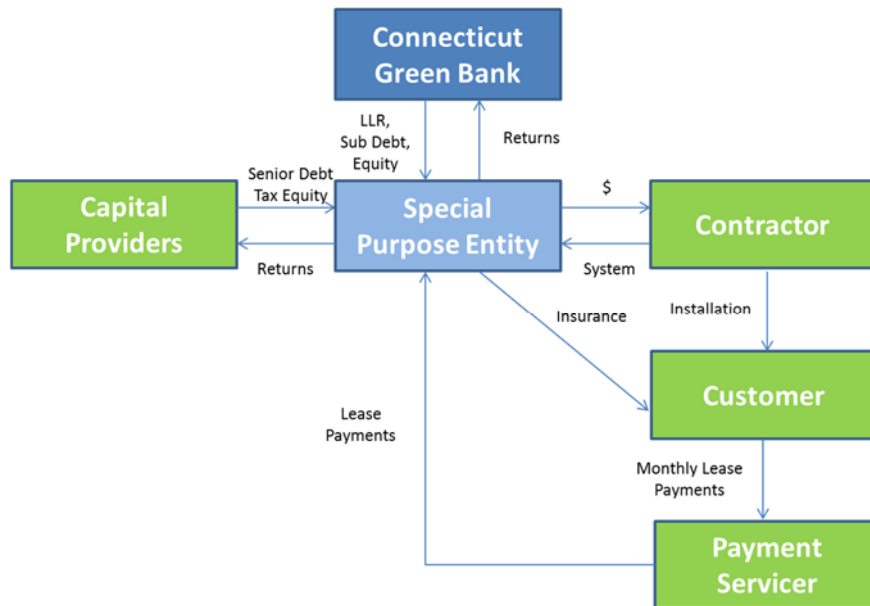 Connecticut
Green Bank
LLR,
Sub Debt,
Equity
Returns
Senior Debt
Tax Equity
$
Capital
Providers
Special
Purpose Entity
Contractor
Returns
System
Insurance
Installation
Customer
Lease
Payments
Monthly Lease
Payments
Payment
Servicer